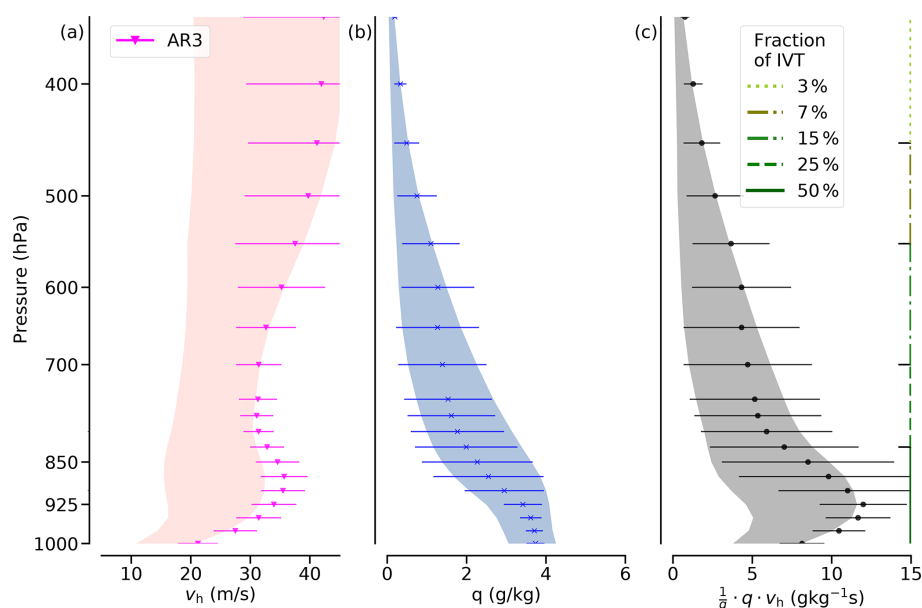 (a)
AR3
(b)
(c)
Fraction
of IVT
3 %
7 %
15 %
25 %
50 %
Pressure (hPa)
400
500
600
700
850
925
1000
10 20 30 40
0 2 4 6
0 5 10 15
v_h (m/s)
q (g/kg)
1/g · q · v_h (gkg⁻¹s)